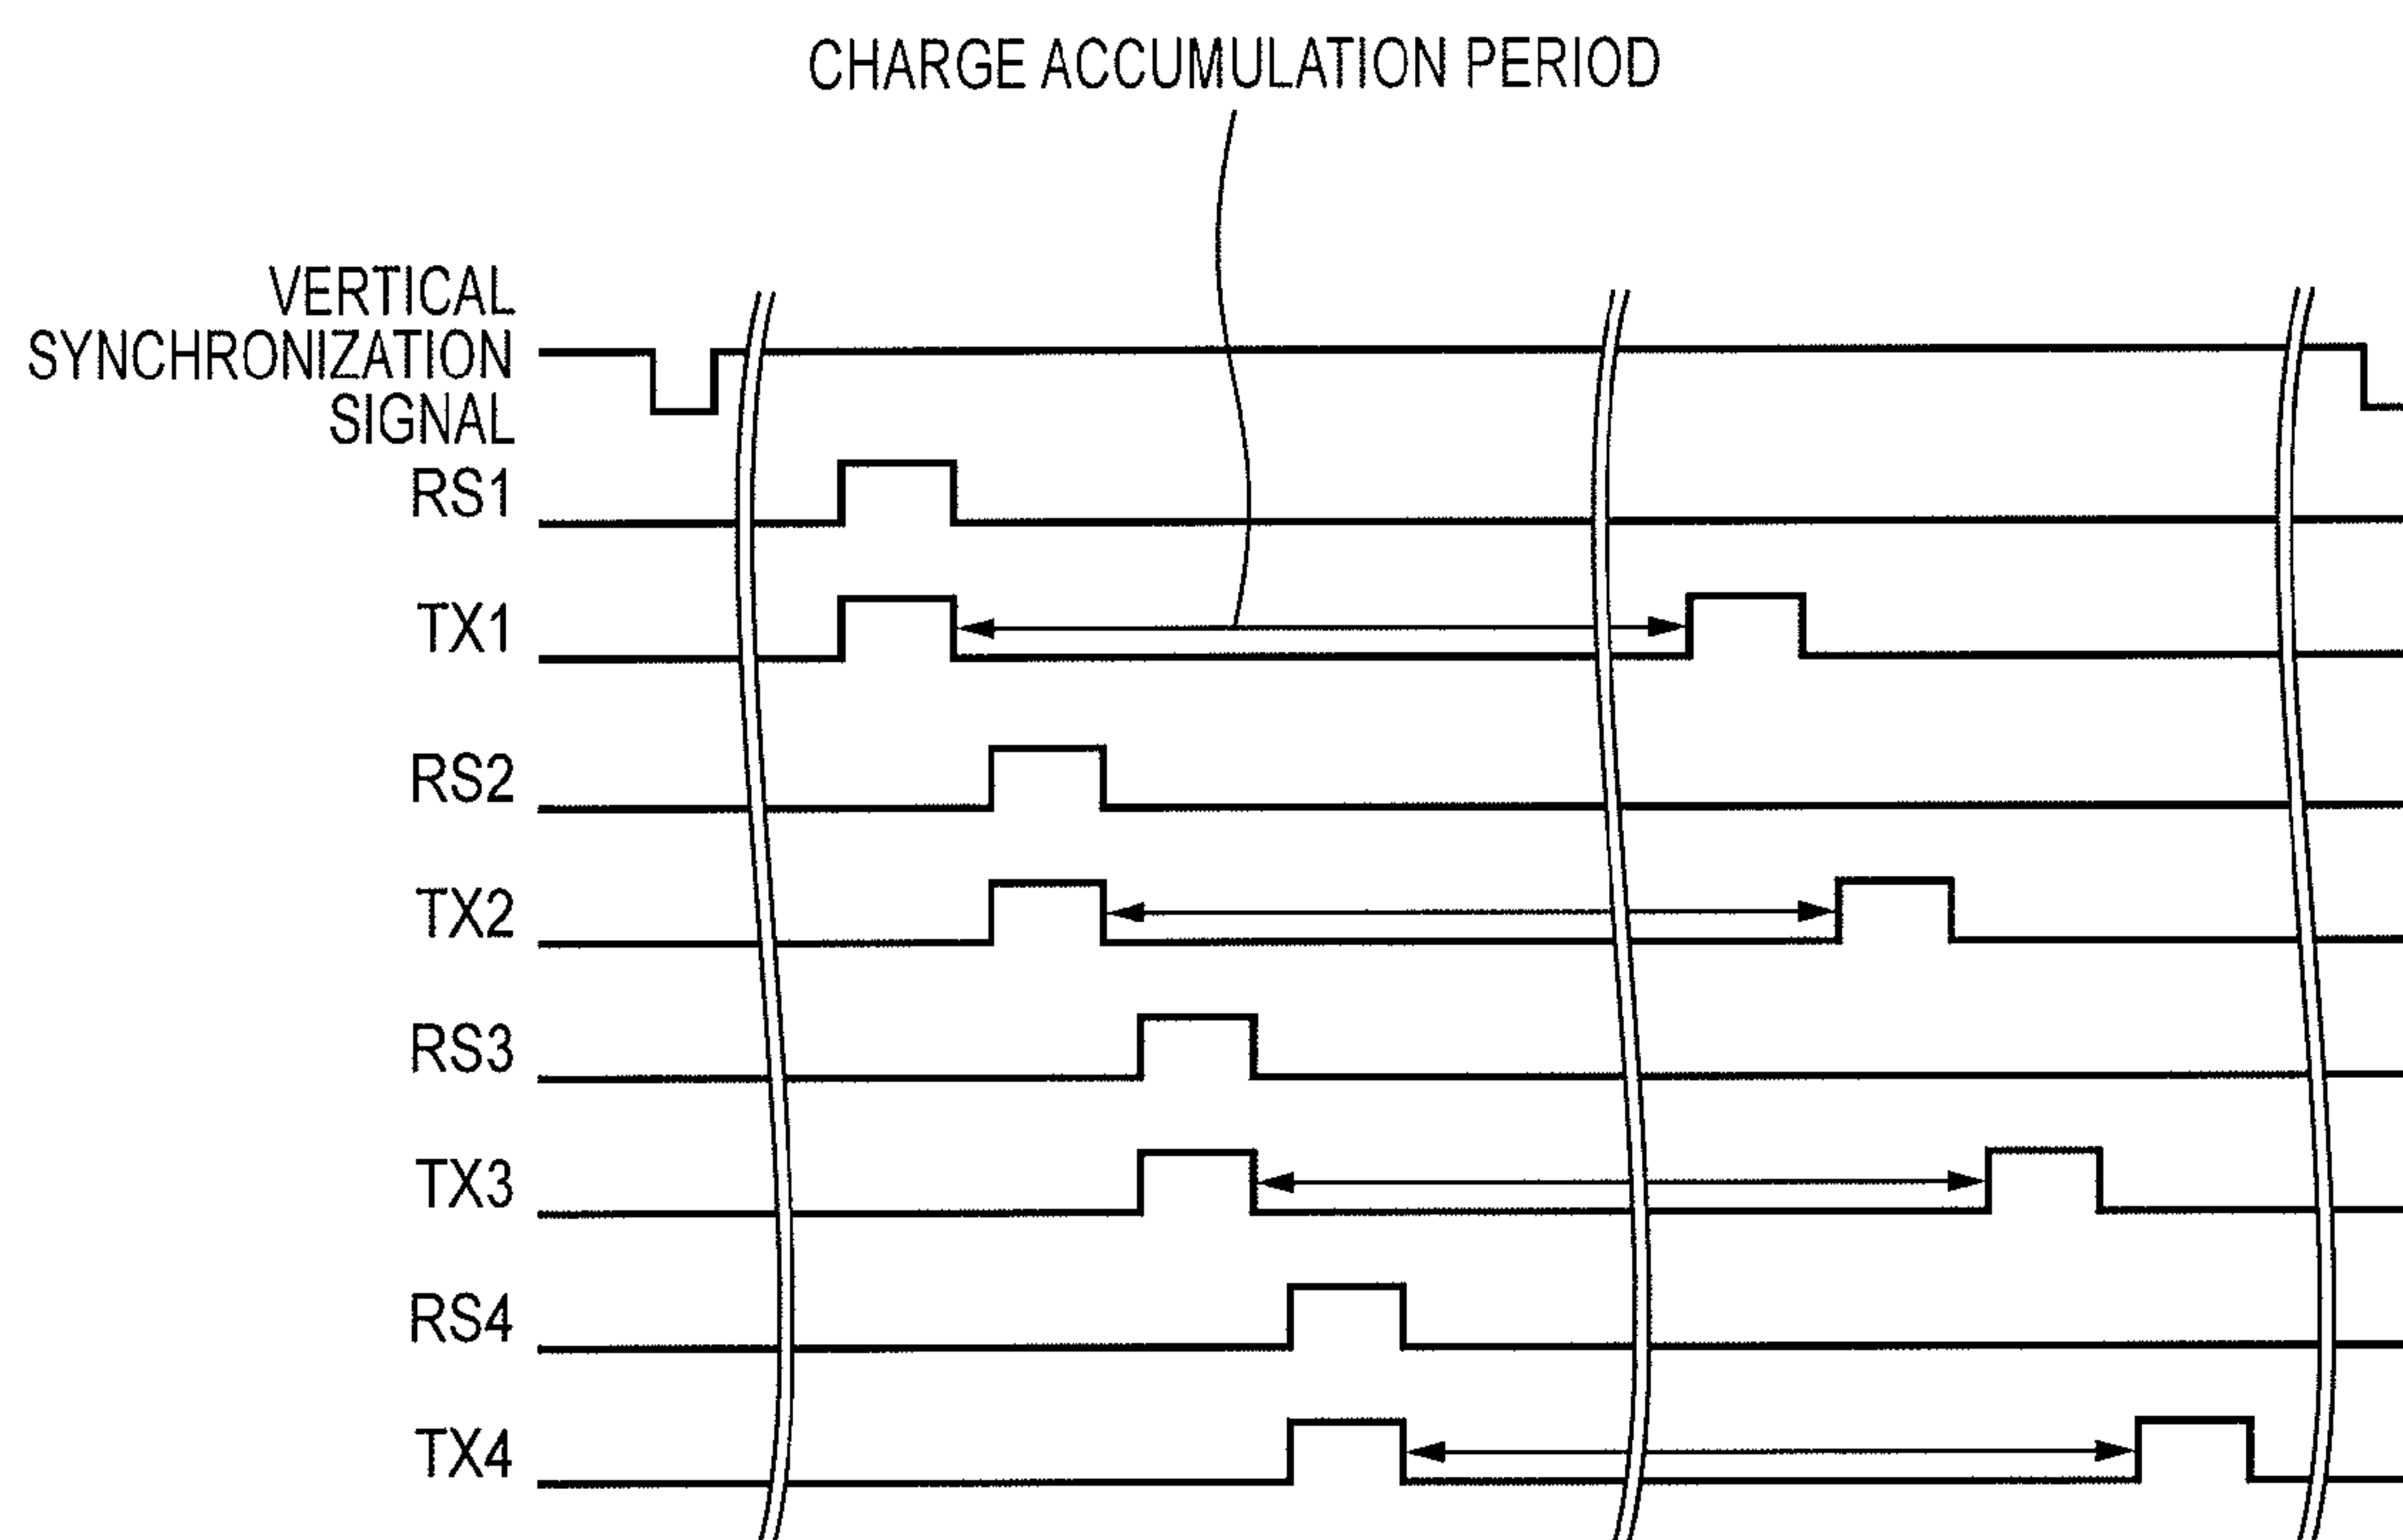 CHARGE ACCUMULATION PERIOD
VERTICAL
SYNCHRONIZATION
SIGNAL
RS1
TX1
RS2
TX2
RS3
TX3
RS4
TX4